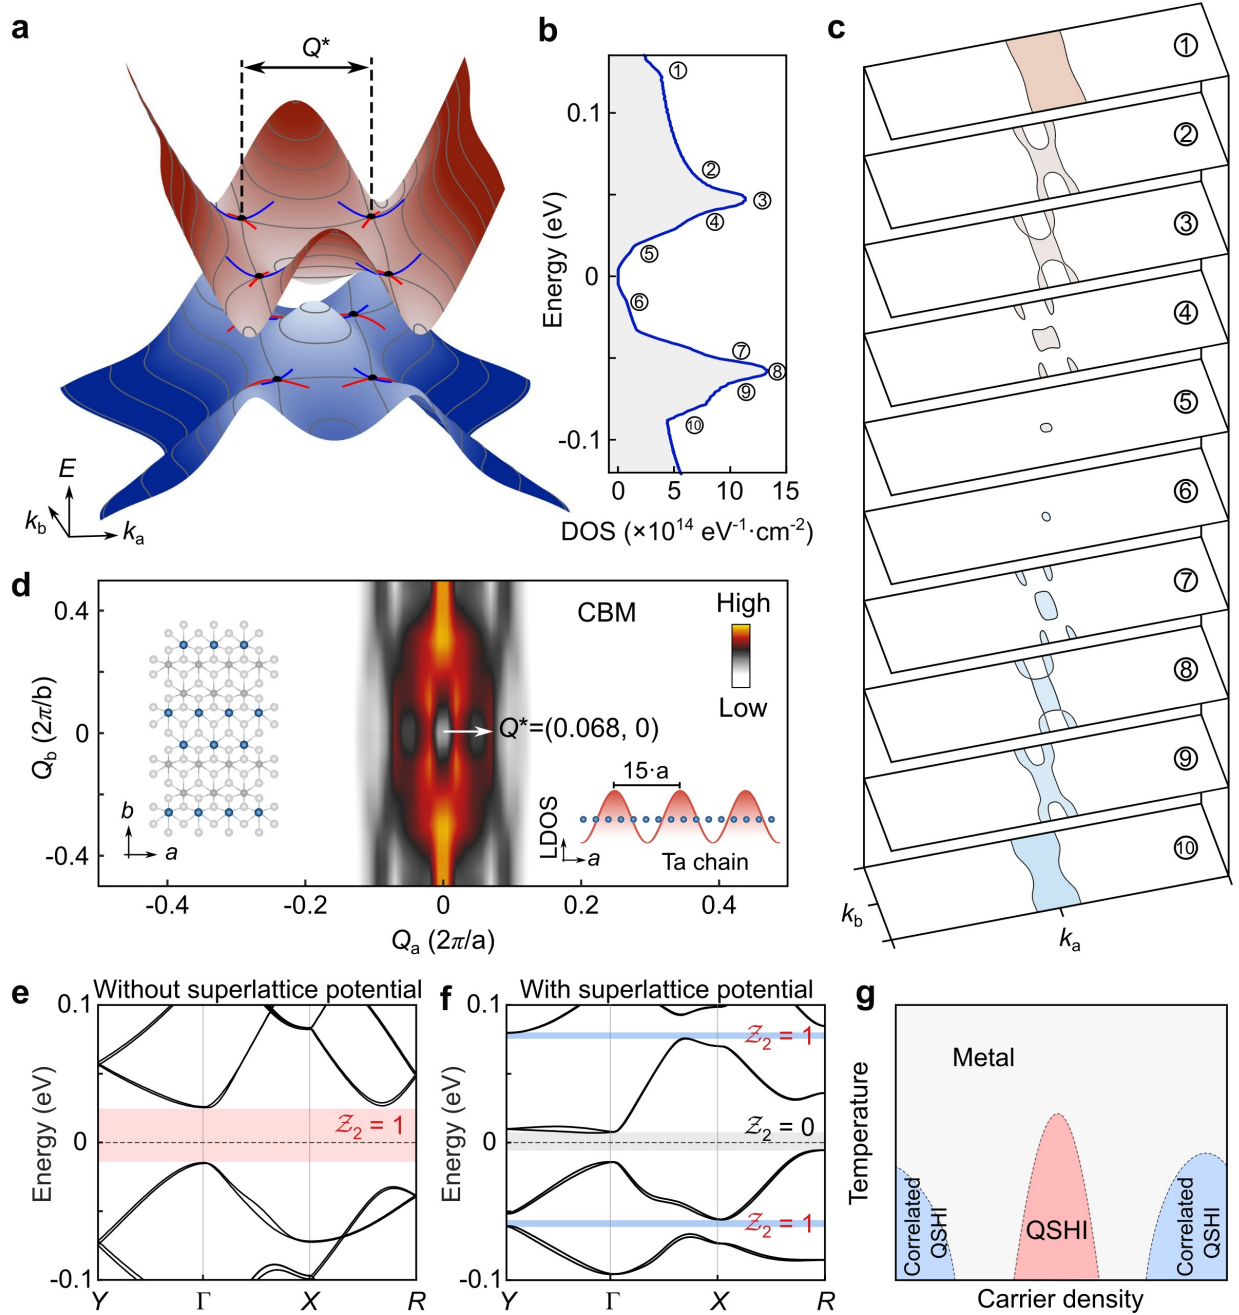 a
Q*
E
k_b
k_a
b
Energy (eV)
0.1
0
-0.1
①
②
③
④
⑤
⑥
⑦
⑧
⑨
⑩
0 5 10 15
DOS (×10^14 eV^-1·cm^-2)
c
①
②
③
④
⑤
⑥
⑦
⑧
⑨
⑩
k_b
k_a
d
CBM
High
Low
Q*=(0.068, 0)
15·a
LDOS
a
Ta chain
b
a
Q_b (2π/b)
0.4
0
-0.4
-0.4 -0.2 0 0.2 0.4
Q_a (2π/a)
e
Without superlattice potential
Energy (eV)
0.1
0
-0.1
Z_2 = 1
Y Γ X R
f
With superlattice potential
Energy (eV)
0.1
0
-0.1
Z_2 = 1
Z_2 = 0
Z_2 = 1
Y Γ X R
g
Temperature
Metal
Correlated
QSHI
QSHI
Correlated
QSHI
Carrier density